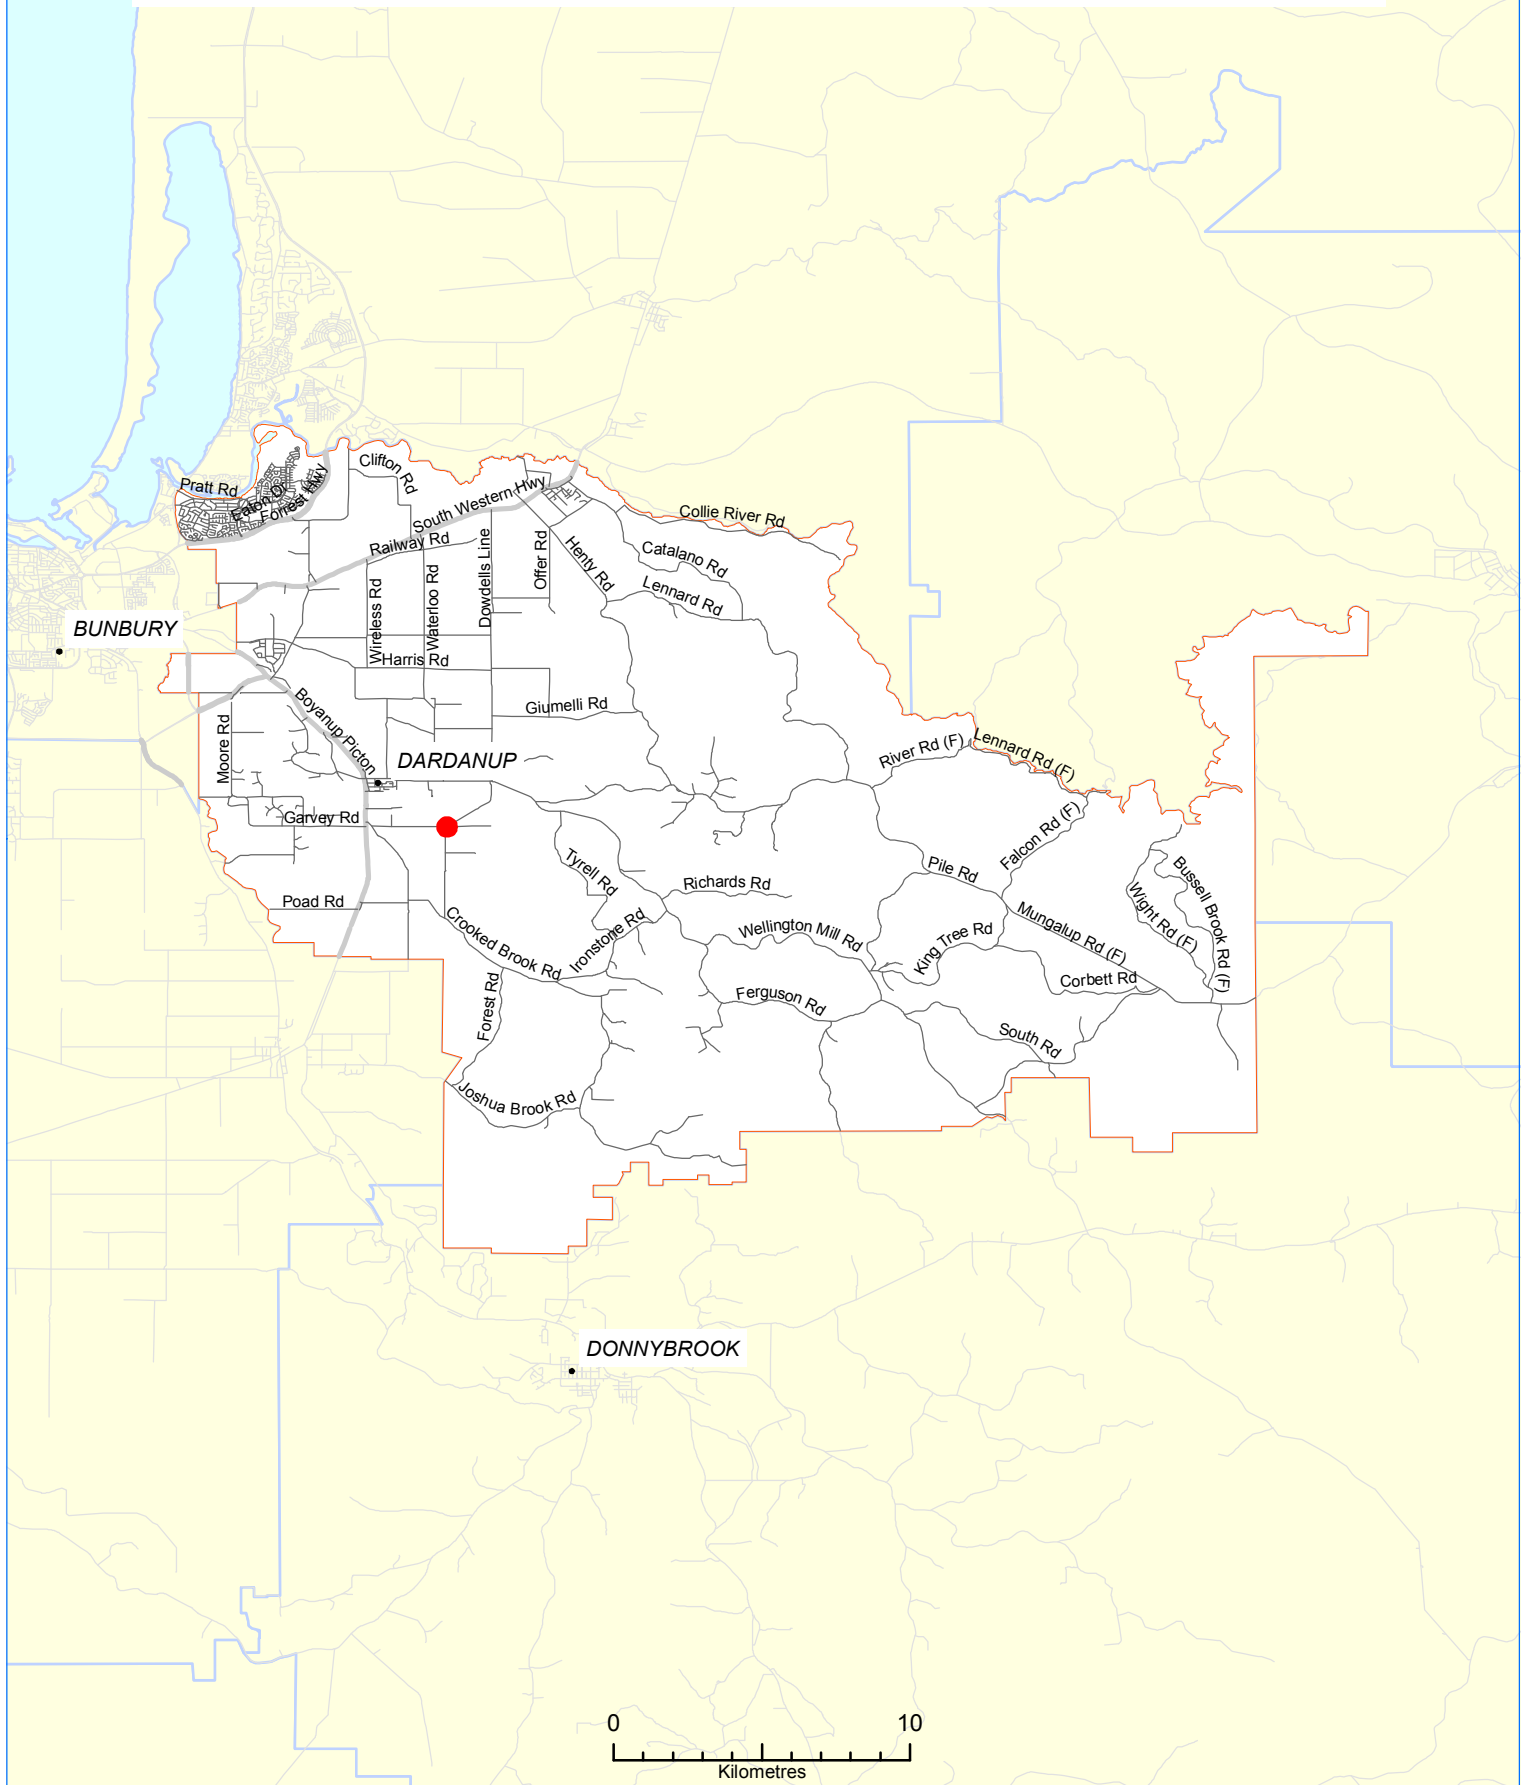 Pratt Rd
Eaton Dr
Forrest Hwy
Clifton Rd
South Western Hwy
Railway Rd
Collie River Rd
Catalano Rd
Lennard Rd
Henty Rd
Offer Rd
Dowdells Line
Waterloo Rd
Wireless Rd
Harris Rd
BUNBURY
Giumelli Rd
Boyanup Picton
Moore Rd
DARDANUP
River Rd (F)
Lennard Rd (F)
Garvey Rd
Falcon Rd (F)
Tyrell Rd
Pile Rd
Richards Rd
Bussell Brook Rd (F)
Wight Rd (F)
Poad Rd
Crooked Brook Rd
Ironstone Rd
Wellington Mill Rd
King Tree Rd
Mungalup Rd (F)
Corbett Rd
Ferguson Rd
Forest Rd
South Rd
Joshua Brook Rd
DONNYBROOK
0 10
Kilometres